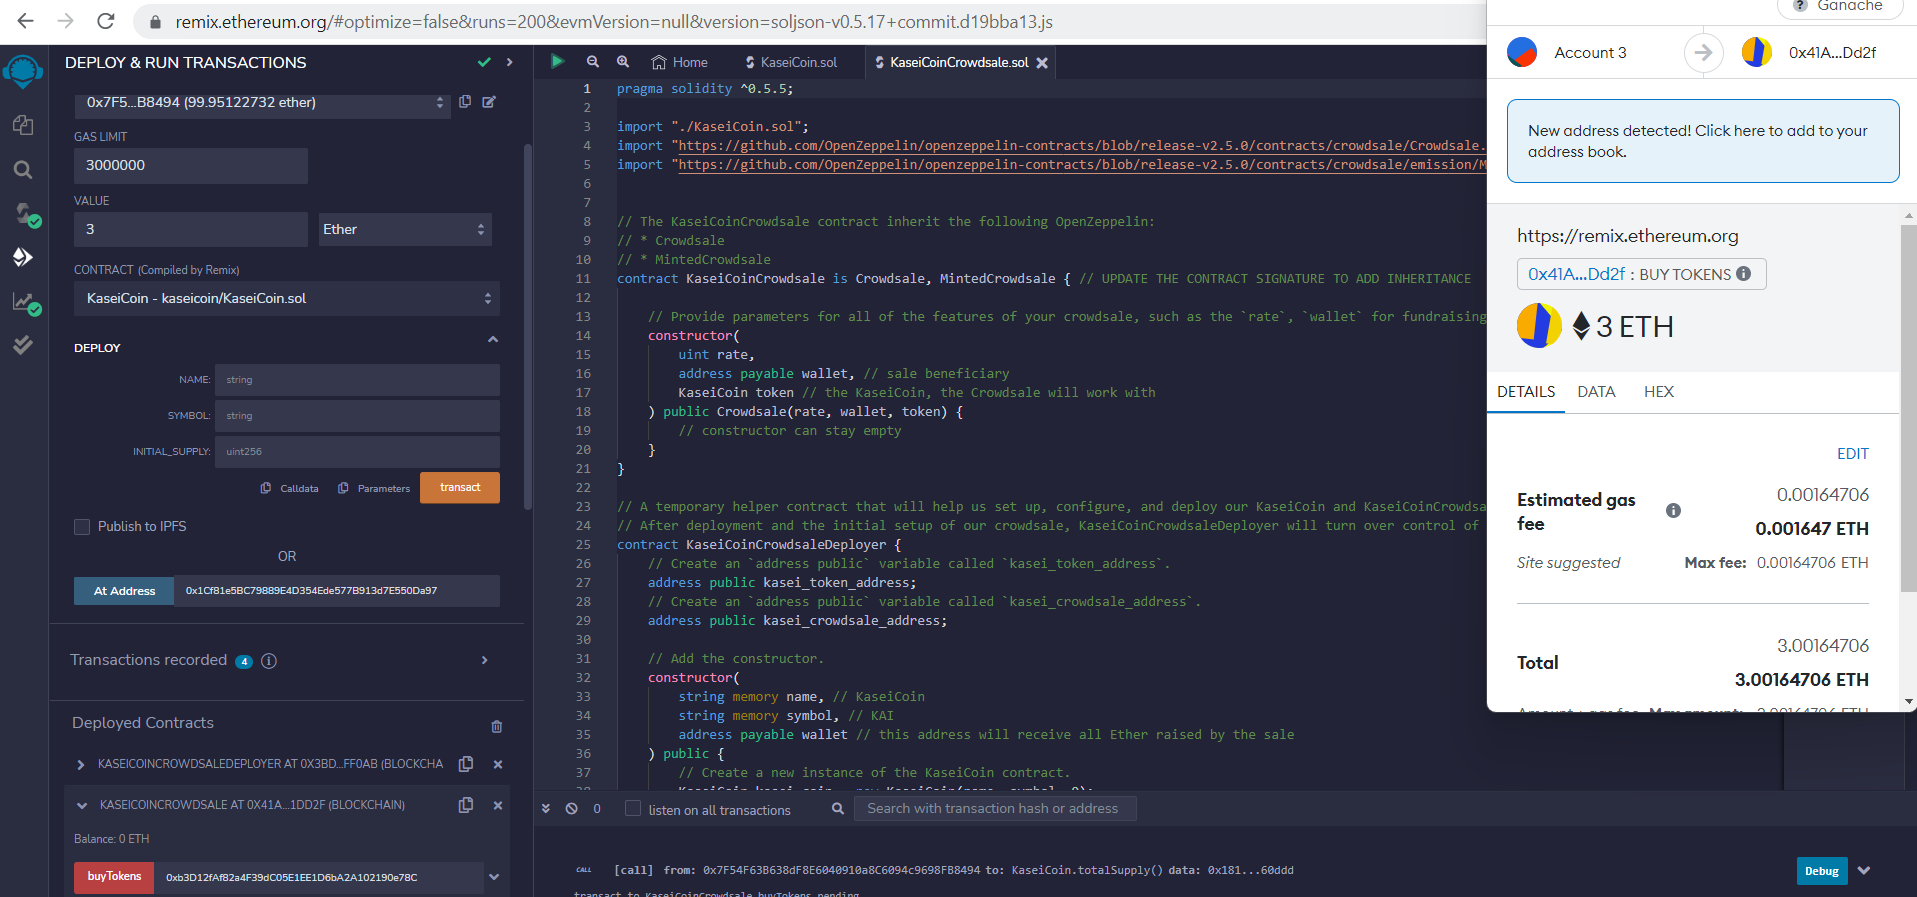 remix.ethereum.org/#optimize=false&runs=200&evmVersion=null&version=soljson-v0.5.17+commit.d19bba13.js
DEPLOY & RUN TRANSACTIONS
0x7F5...B8494 (99.95122732 ether)
GAS LIMIT
3000000
VALUE
3
Ether
CONTRACT (Compiled by Remix)
KaseiCoin - kaseicoin/KaseiCoin.sol
DEPLOY
NAME: string
SYMBOL: string
INITIAL_SUPPLY: uint256
Calldata Parameters transact
Publish to IPFS
OR
At Address 0x1Cf81e5BC79889E4D354Ede577B913d7E550Da97
Transactions recorded 4 i
Deployed Contracts
KASEICOINCROWDSALEDEPLOYER AT 0X3BD...FF0AB (BLOCKCHA
KASEICOINCROWDSALE AT 0X41A...1DD2F (BLOCKCHAIN)
Balance: 0 ETH
buyTokens 0xb3D12fAf82a4F39dC05E1EE1D6bA2A102190e78C
Home KaseiCoin.sol KaseiCoinCrowdsale.sol
1 pragma solidity ^0.5.5;
2
3 import "./KaseiCoin.sol";
4 import "https://github.com/OpenZeppelin/openzeppelin-contracts/blob/release-v2.5.0/contracts/crowdsale/Crowdsale.
5 import "https://github.com/OpenZeppelin/openzeppelin-contracts/blob/release-v2.5.0/contracts/crowdsale/emission/M
6
7
8 // The KaseiCoinCrowdsale contract inherit the following OpenZeppelin:
9 // * Crowdsale
10 // * MintedCrowdsale
11 contract KaseiCoinCrowdsale is Crowdsale, MintedCrowdsale { // UPDATE THE CONTRACT SIGNATURE TO ADD INHERITANCE
12
13 // Provide parameters for all of the features of your crowdsale, such as the `rate`, `wallet` for fundraising
14 constructor(
15 uint rate,
16 address payable wallet, // sale beneficiary
17 KaseiCoin token // the KaseiCoin, the Crowdsale will work with
18 ) public Crowdsale(rate, wallet, token) {
19 // constructor can stay empty
20 }
21 }
22
23 // A temporary helper contract that will help us set up, configure, and deploy our KaseiCoin and KaseiCoinCrowdsa
24 // After deployment and the initial setup of our crowdsale, KaseiCoinCrowdsaleDeployer will turn over control of
25 contract KaseiCoinCrowdsaleDeployer {
26 // Create an `address public` variable called `kasei_token_address`.
27 address public kasei_token_address;
28 // Create an `address public` variable called `kasei_crowdsale_address`.
29 address public kasei_crowdsale_address;
30
31 // Add the constructor.
32 constructor(
33 string memory name, // KaseiCoin
34 string memory symbol, // KAI
35 address payable wallet // this address will receive all Ether raised by the sale
36 ) public {
37 // Create a new instance of the KaseiCoin contract.
0 listen on all transactions Search with transaction hash or address
CALL [call] from: 0x7F54F63B638dF8E6040910a8C6094c9698FB8494 to: KaseiCoin.totalSupply() data: 0x181...60ddd
Debug
transact to KaseiCoinCrowdsale.buyTokens pending
? Ganache
Account 3 0x41A...Dd2f
New address detected! Click here to add to your
address book.
https://remix.ethereum.org
0x41A...Dd2f : BUY TOKENS i
3 ETH
DETAILS DATA HEX
EDIT
Estimated gas fee i 0.00164706
0.001647 ETH
Site suggested Max fee: 0.00164706 ETH
Total 3.00164706
3.00164706 ETH